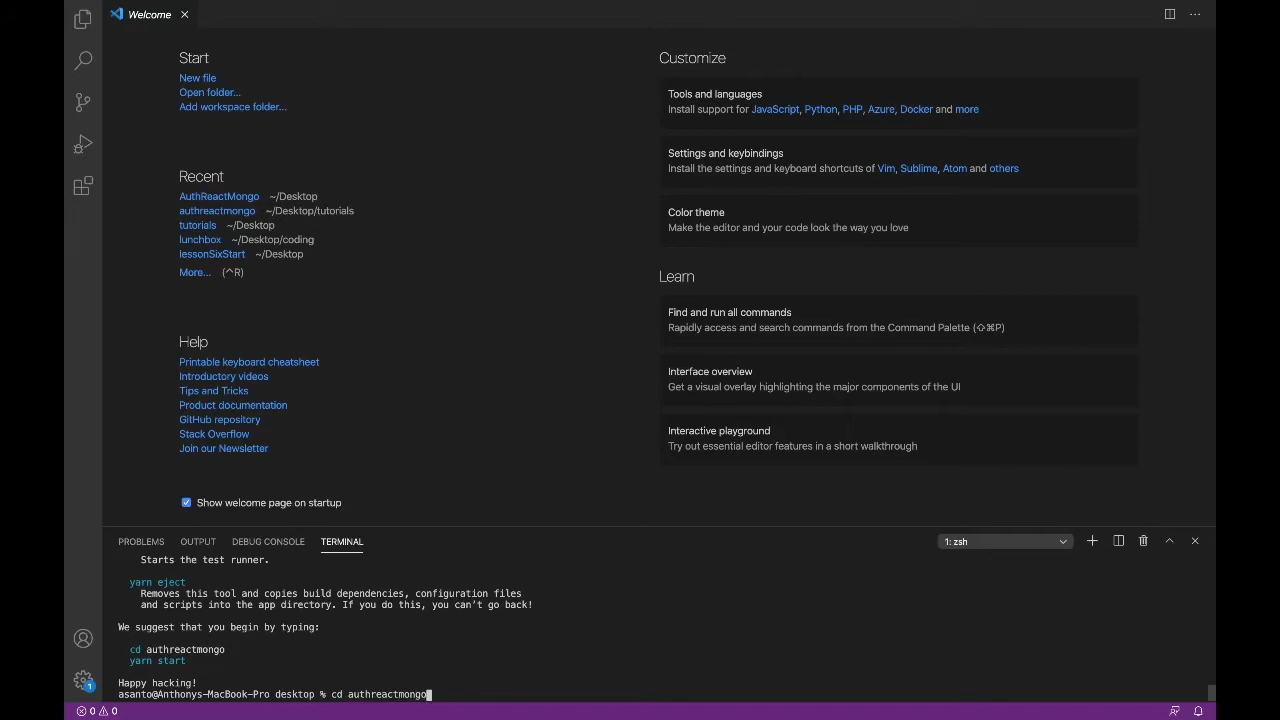 Welcome
Start
New file
Open folder...
Add workspace folder...
Recent
AuthReactMongo ~/Desktop
authreactmongo ~/Desktop/tutorials
tutorials ~/Desktop
lunchbox ~/Desktop/coding
lessonSixStart ~/Desktop
More... (^R)
Help
Printable keyboard cheatsheet
Introductory videos
Tips and Tricks
Product documentation
GitHub repository
Stack Overflow
Join our Newsletter
Show welcome page on startup
Customize
Tools and languages
Install support for JavaScript, Python, PHP, Azure, Docker and more
Settings and keybindings
Install the settings and keyboard shortcuts of Vim, Sublime, Atom and others
Color theme
Make the editor and your code look the way you love
Learn
Find and run all commands
Rapidly access and search commands from the Command Palette (⇧⌘P)
Interface overview
Get a visual overlay highlighting the major components of the UI
Interactive playground
Try out essential editor features in a short walkthrough
PROBLEMS OUTPUT DEBUG CONSOLE TERMINAL 1: zsh
Starts the test runner.
yarn eject
Removes this tool and copies build dependencies, configuration files
and scripts into the app directory. If you do this, you can’t go back!
We suggest that you begin by typing:
cd authreactmongo
yarn start
Happy hacking!
asanto@Anthonys-MacBook-Pro desktop % cd authreactmongo
1
0 0